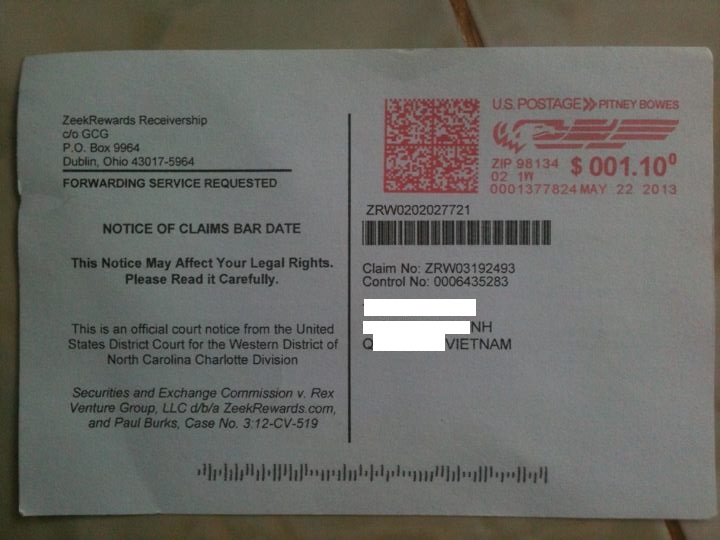 ZeekRewards Receivership
c/o GCG
P.O. Box 9964
Dublin, Ohio 43017-5964
FORWARDING SERVICE REQUESTED
NOTICE OF CLAIMS BAR DATE
This Notice May Affect Your Legal Rights.
Please Read it Carefully.
This is an official court notice from the United
States District Court for the Western District of
North Carolina Charlotte Division
Securities and Exchange Commission v. Rex
Venture Group, LLC d/b/a ZeekRewards.com,
and Paul Burks, Case No. 3:12-CV-519
U.S. POSTAGE >> PITNEY BOWES
ZIP 98134 $ 001.10⁰
02 1W
0001377824 MAY 22 2013
ZRW0202027721
Claim No: ZRW03192493
Control No: 0006435283
NH
Q VIETNAM